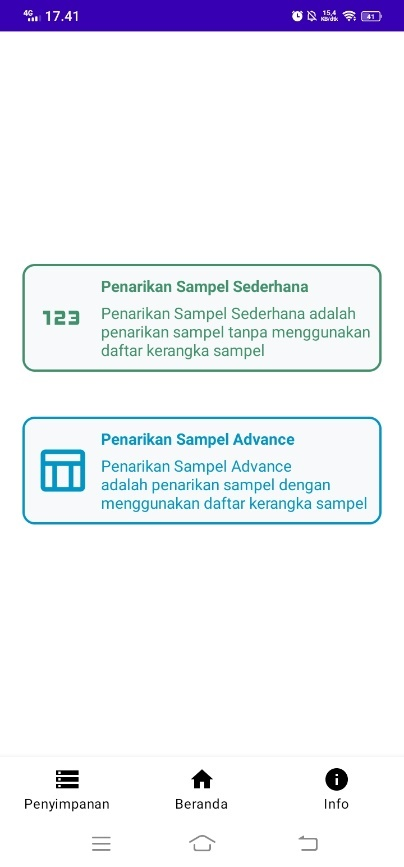 4G 17.41 15,4 KB/dtk 41
Penarikan Sampel Sederhana
123
Penarikan Sampel Sederhana adalah
penarikan sampel tanpa menggunakan
daftar kerangka sampel
Penarikan Sampel Advance
Penarikan Sampel Advance
adalah penarikan sampel dengan
menggunakan daftar kerangka sampel
Penyimpanan Beranda Info